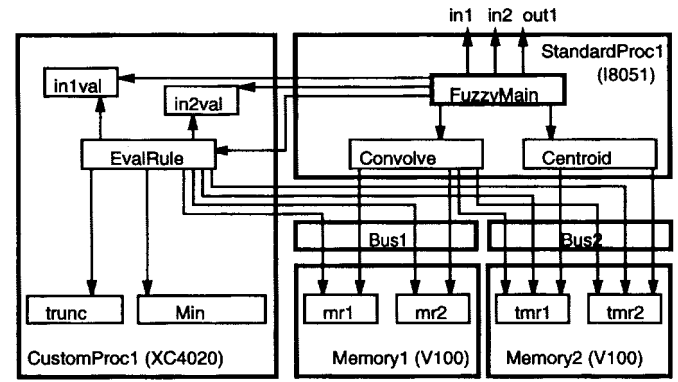 in1 in2 out1
StandardProc1
(I8051)
in1val
in2val
FuzzyMain
EvalRule
Convolve
Centroid
Bus1
Bus2
trunc
Min
mr1
mr2
tmr1
tmr2
CustomProc1 (XC4020)
Memory1 (V100)
Memory2 (V100)